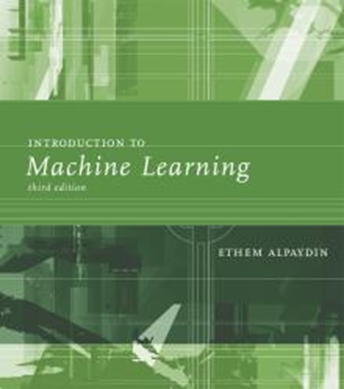 INTRODUCTION TO
Machine Learning
third edition
ETHEM ALPAYDIN